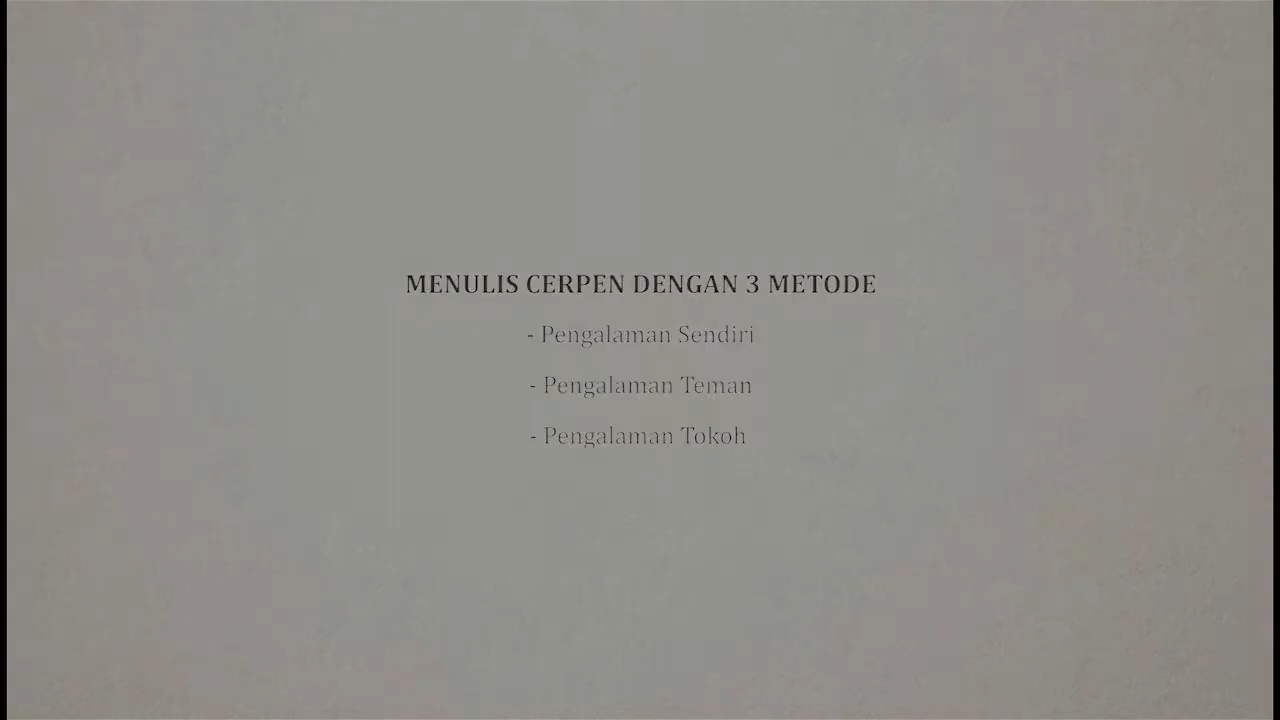 MENULIS CERPEN DENGAN 3 METODE
- Pengalaman Sendiri
- Pengalaman Teman
- Pengalaman Tokoh